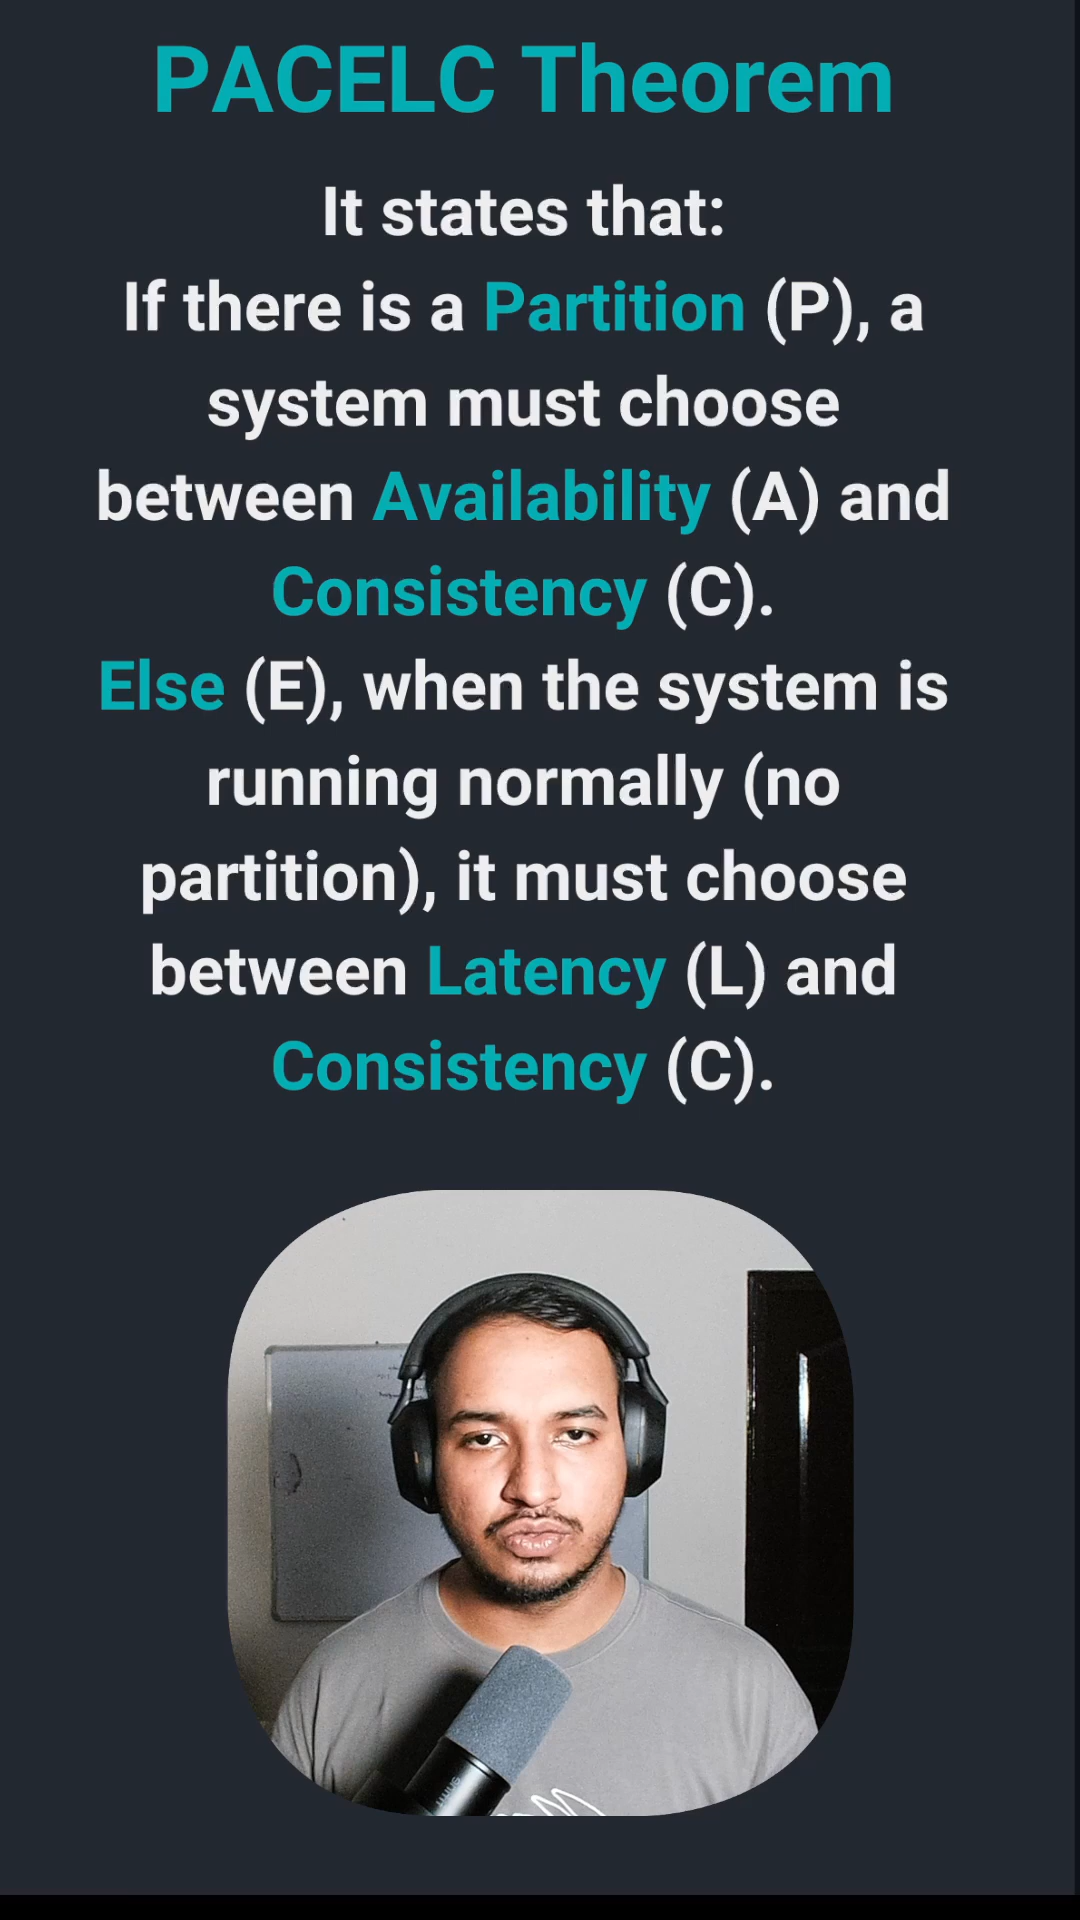 PACELC Theorem
It states that:
If there is a Partition (P), a
system must choose
between Availability (A) and
Consistency (C).
Else (E), when the system is
running normally (no
partition), it must choose
between Latency (L) and
Consistency (C).